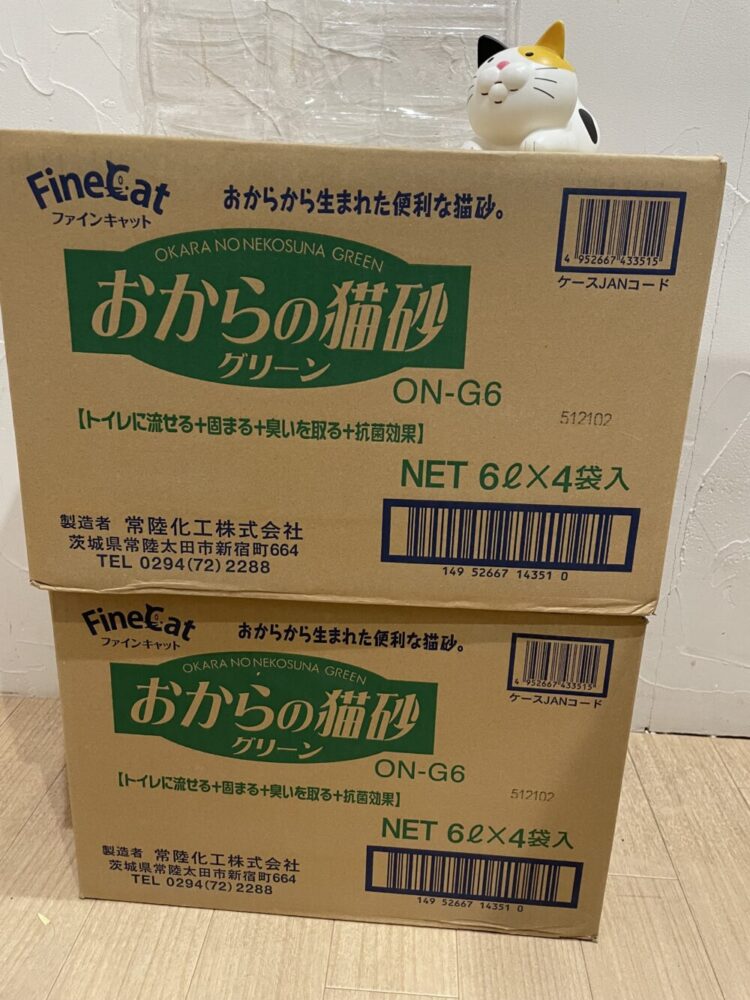 FineCat
ファインキャット
おからから生まれた便利な猫砂。
4 952667 433515
ケースJANコード
OKARA NO NEKOSUNA GREEN
おからの猫砂
グリーン
ON-G6
512102
【トイレに流せる+固まる+臭いを取る+抗菌効果】
NET 6ℓ×4袋入
製造者 常陸化工株式会社
茨城県常陸太田市新宿町664
TEL 0294(72)2288
149 52667 14351 0
FineCat
ファインキャット
おからから生まれた便利な猫砂。
4 952667 433515
ケースJANコード
OKARA NO NEKOSUNA GREEN
おからの猫砂
グリーン
ON-G6
512102
【トイレに流せる+固まる+臭いを取る+抗菌効果】
NET 6ℓ×4袋入
製造者 常陸化工株式会社
茨城県常陸太田市新宿町664
TEL 0294(72)2288
149 52667 14351 0